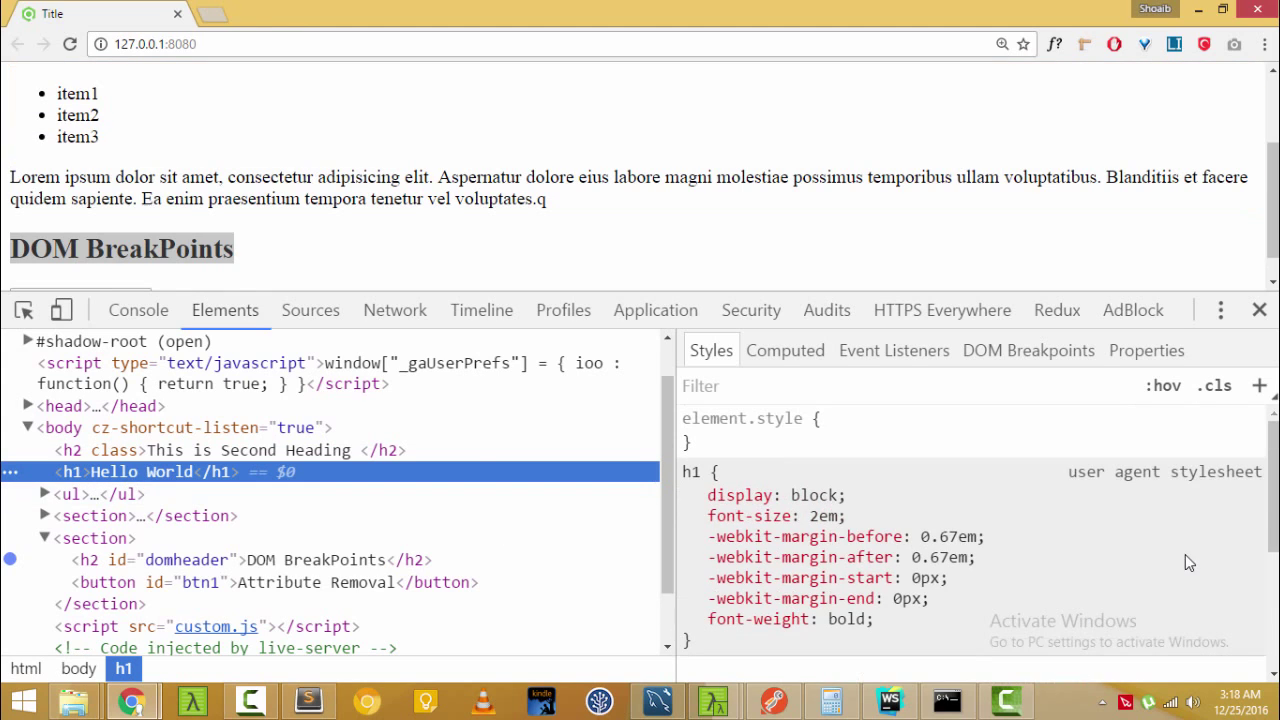 Title
Shoaib
127.0.0.1:8080
f?
item1
item2
item3
Lorem ipsum dolor sit amet, consectetur adipisicing elit. Aspernatur dolore eius labore magni molestiae possimus temporibus ullam voluptatibus. Blanditiis et facere
quidem sapiente. Ea enim praesentium tempora tenetur vel voluptates.q
DOM BreakPoints
Console Elements Sources Network Timeline Profiles Application Security Audits HTTPS Everywhere Redux AdBlock
#shadow-root (open)
<script type="text/javascript">window["_gaUserPrefs"] = { ioo :
function() { return true; } }</script>
<head>…</head>
<body cz-shortcut-listen="true">
<h2 class>This is Second Heading </h2>
<h1>Hello World</h1> == $0
<ul>…</ul>
<section>…</section>
<section>
<h2 id="domheader">DOM BreakPoints</h2>
<button id="btn1">Attribute Removal</button>
</section>
<script src="custom.js"></script>
<!-- Code injected by live-server -->
html body h1
Styles Computed Event Listeners DOM Breakpoints Properties
Filter :hov .cls +
element.style {
}
h1 { user agent stylesheet
display: block;
font-size: 2em;
-webkit-margin-before: 0.67em;
-webkit-margin-after: 0.67em;
-webkit-margin-start: 0px;
-webkit-margin-end: 0px;
font-weight: bold;
}
Activate Windows
Go to PC settings to activate Windows.
kindle
WS
3:18 AM
12/25/2016